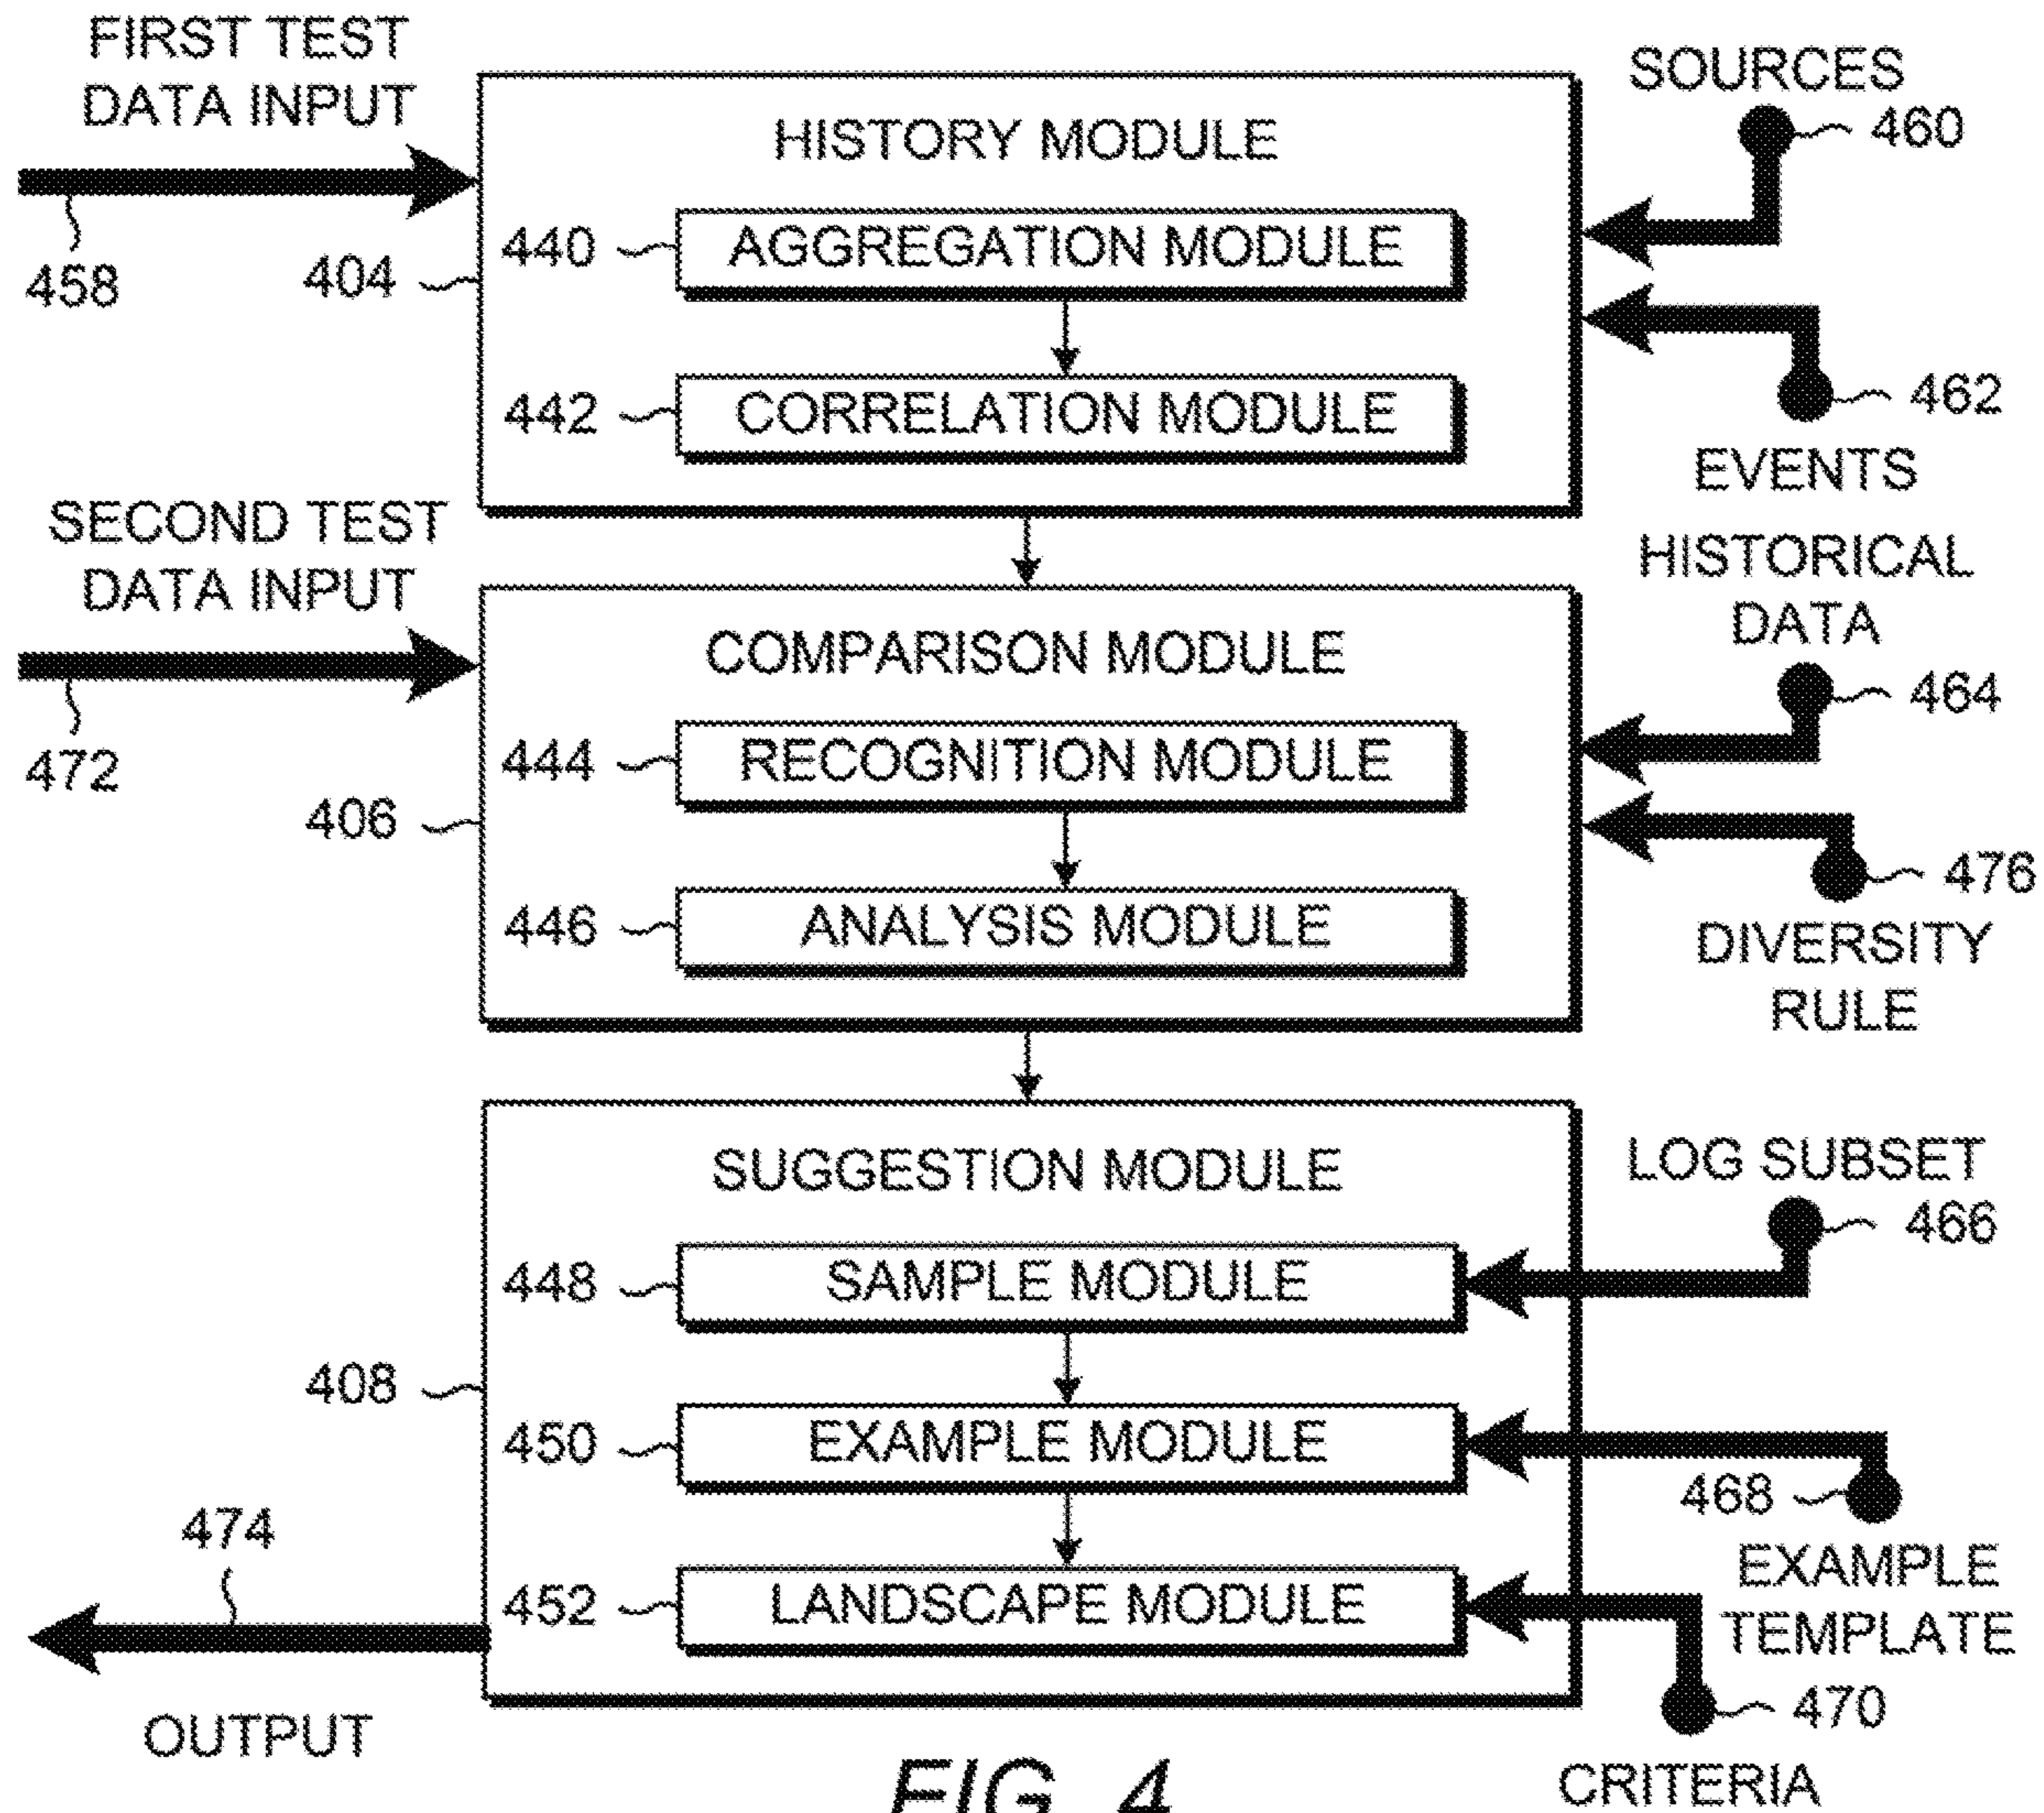 FIRST TEST
DATA INPUT
458
404
HISTORY MODULE
440
AGGREGATION MODULE
442
CORRELATION MODULE
SOURCES
460
462
EVENTS
SECOND TEST
DATA INPUT
472
406
COMPARISON MODULE
444
RECOGNITION MODULE
446
ANALYSIS MODULE
HISTORICAL
DATA
464
476
DIVERSITY
RULE
408
SUGGESTION MODULE
448
SAMPLE MODULE
450
EXAMPLE MODULE
452
LANDSCAPE MODULE
LOG SUBSET
466
468
EXAMPLE
TEMPLATE
470
CRITERIA
474
OUTPUT
FIG. 4